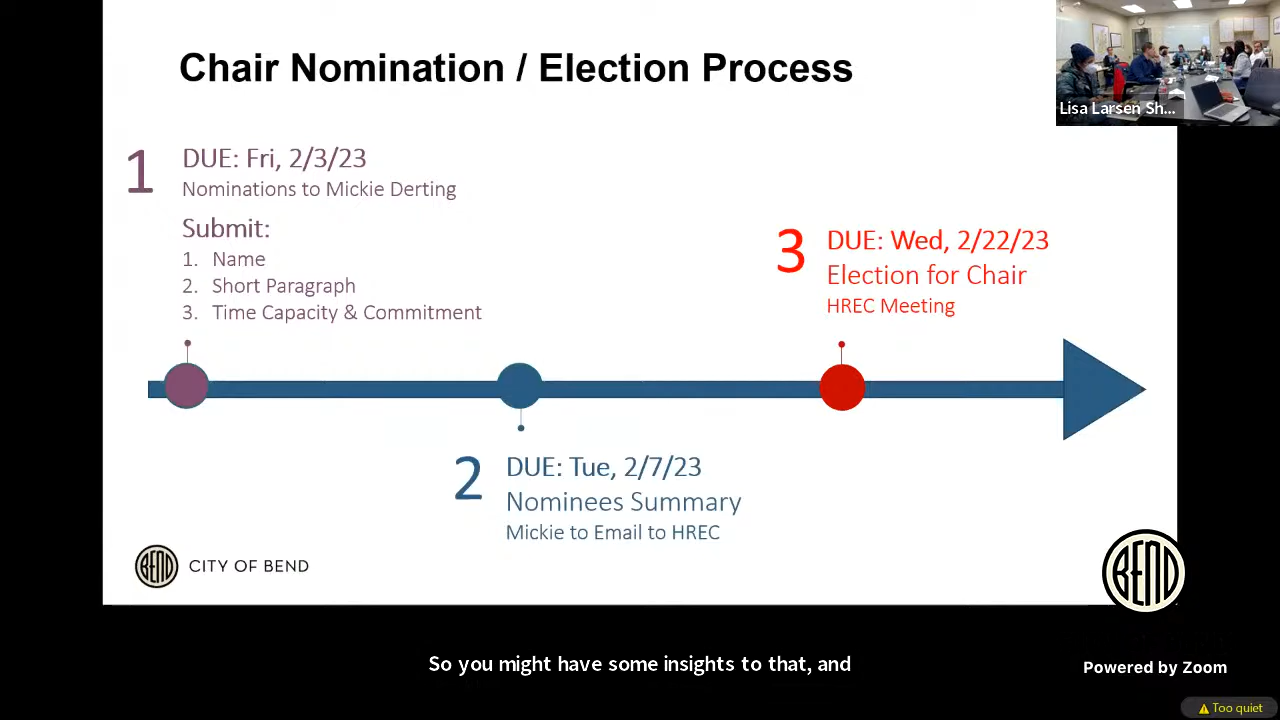 Chair Nomination / Election Process
Lisa Larsen Sh...
1
DUE: Fri, 2/3/23
Nominations to Mickie Derting
Submit:
1. Name
2. Short Paragraph
3. Time Capacity & Commitment
3
DUE: Wed, 2/22/23
Election for Chair
HREC Meeting
2
DUE: Tue, 2/7/23
Nominees Summary
Mickie to Email to HREC
BEND
CITY OF BEND
BEND
So you might have some insights to that, and
Powered by Zoom
Too quiet